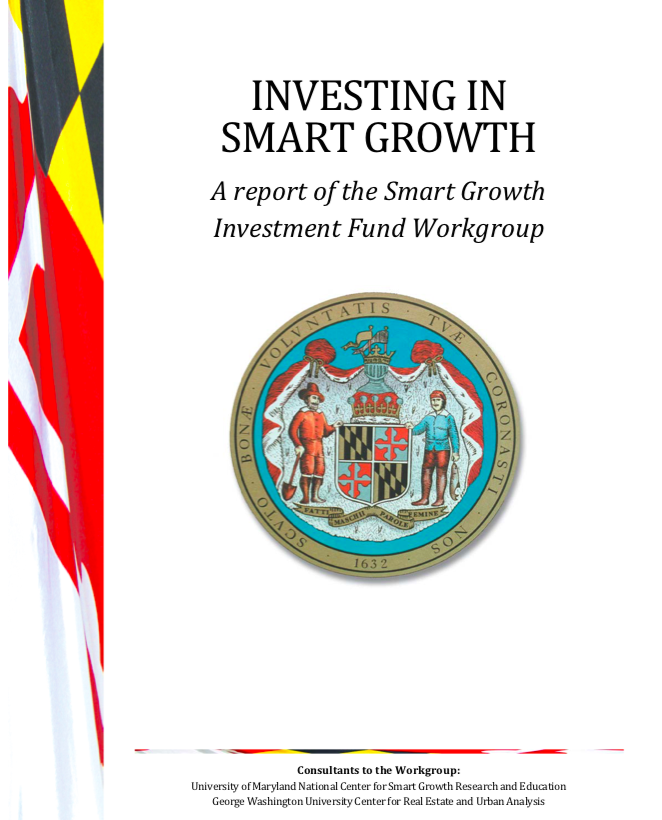 INVESTING IN
SMART GROWTH
A report of the Smart Growth
Investment Fund Workgroup
SCVTO · BONÆ · VOLVNTATIS · TVÆ · CORONASTI · NOS ·
FATTI MASCHII PAROLE FEMINE
1632
Consultants to the Workgroup:
University of Maryland National Center for Smart Growth Research and Education
George Washington University Center for Real Estate and Urban Analysis